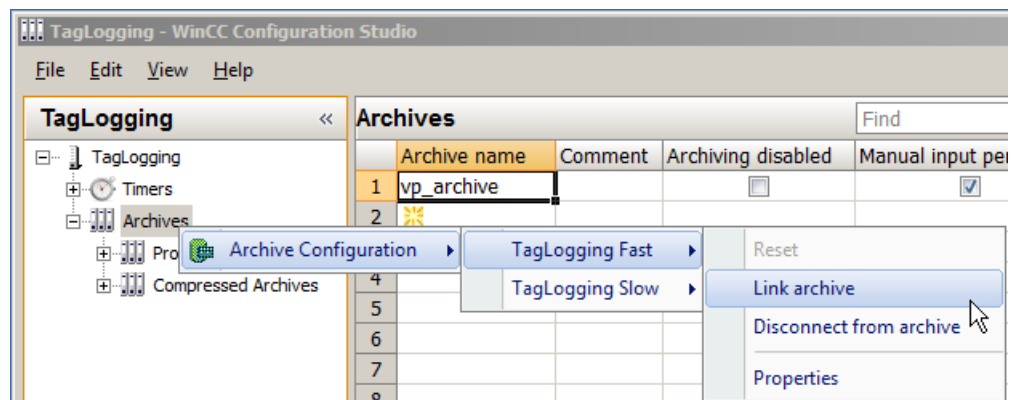 TagLogging - WinCC Configuration Studio
File Edit View Help
TagLogging « Archives Find
Archive name Comment Archiving disabled Manual input per
TagLogging
1 vp_archive
Timers
2
Archives
Archive Configuration TagLogging Fast Reset
Pro
4
Compressed Archives TagLogging Slow Link archive
5
Disconnect from archive
6
7 Properties